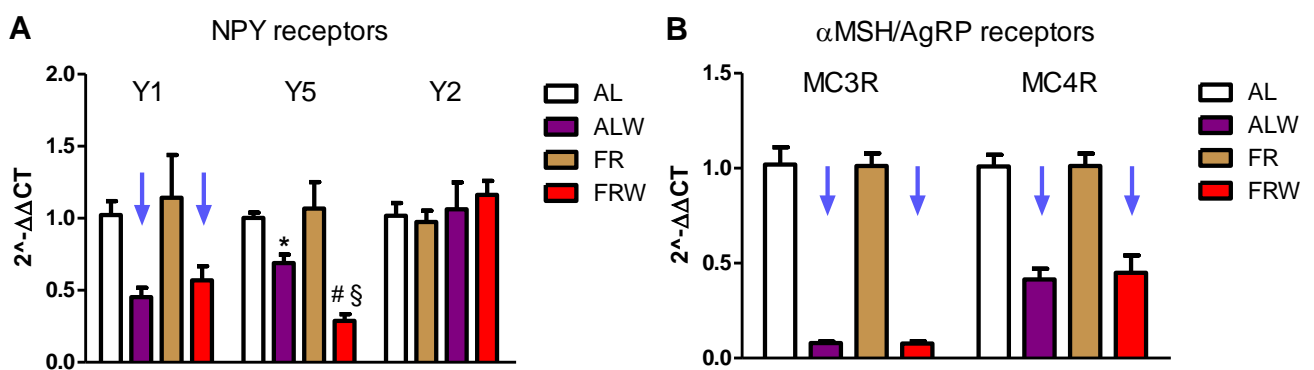 A
NPY receptors
2^-ΔΔCT
2.0
1.5
1.0
0.5
0.0
Y1
Y5
Y2
*
# §
AL
ALW
FR
FRW
B
αMSH/AgRP receptors
2^-ΔΔCT
1.5
1.0
0.5
0.0
MC3R
MC4R
AL
ALW
FR
FRW